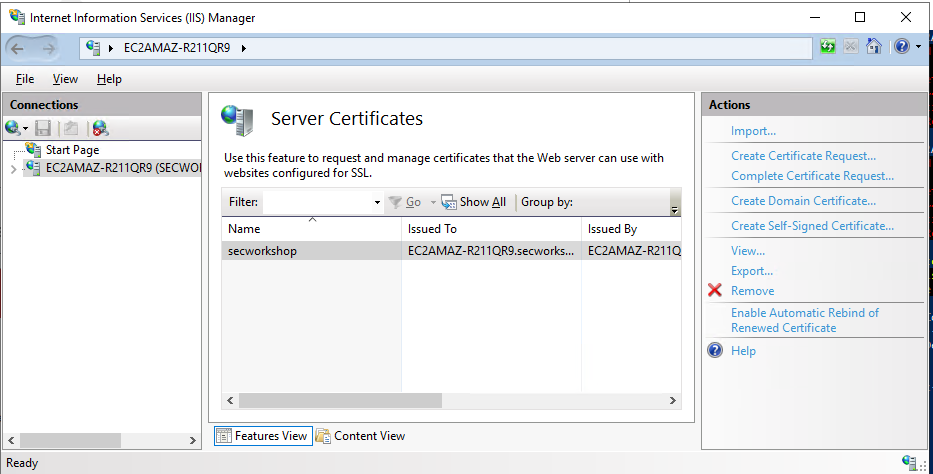 Internet Information Services (IIS) Manager
EC2AMAZ-R211QR9
File View Help
Connections
Start Page
EC2AMAZ-R211QR9 (SECWO
Server Certificates
Use this feature to request and manage certificates that the Web server can use with
websites configured for SSL.
Filter: Go Show All Group by:
Name Issued To Issued By
secworkshop EC2AMAZ-R211QR9.secworks... EC2AMAZ-R211Q
Features View Content View
Actions
Import...
Create Certificate Request...
Complete Certificate Request...
Create Domain Certificate...
Create Self-Signed Certificate...
View...
Export...
Remove
Enable Automatic Rebind of
Renewed Certificate
Help
Ready